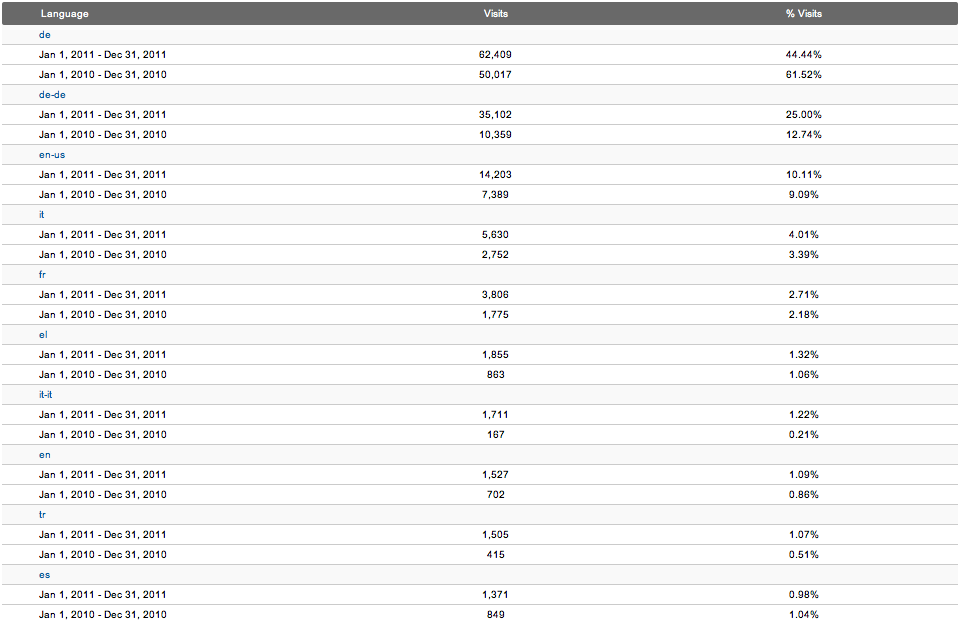 Language Visits % Visits
de
Jan 1, 2011 - Dec 31, 2011 62,409 44.44%
Jan 1, 2010 - Dec 31, 2010 50,017 61.52%
de-de
Jan 1, 2011 - Dec 31, 2011 35,102 25.00%
Jan 1, 2010 - Dec 31, 2010 10,359 12.74%
en-us
Jan 1, 2011 - Dec 31, 2011 14,203 10.11%
Jan 1, 2010 - Dec 31, 2010 7,389 9.09%
it
Jan 1, 2011 - Dec 31, 2011 5,630 4.01%
Jan 1, 2010 - Dec 31, 2010 2,752 3.39%
fr
Jan 1, 2011 - Dec 31, 2011 3,806 2.71%
Jan 1, 2010 - Dec 31, 2010 1,775 2.18%
el
Jan 1, 2011 - Dec 31, 2011 1,855 1.32%
Jan 1, 2010 - Dec 31, 2010 863 1.06%
it-it
Jan 1, 2011 - Dec 31, 2011 1,711 1.22%
Jan 1, 2010 - Dec 31, 2010 167 0.21%
en
Jan 1, 2011 - Dec 31, 2011 1,527 1.09%
Jan 1, 2010 - Dec 31, 2010 702 0.86%
tr
Jan 1, 2011 - Dec 31, 2011 1,505 1.07%
Jan 1, 2010 - Dec 31, 2010 415 0.51%
es
Jan 1, 2011 - Dec 31, 2011 1,371 0.98%
Jan 1, 2010 - Dec 31, 2010 849 1.04%